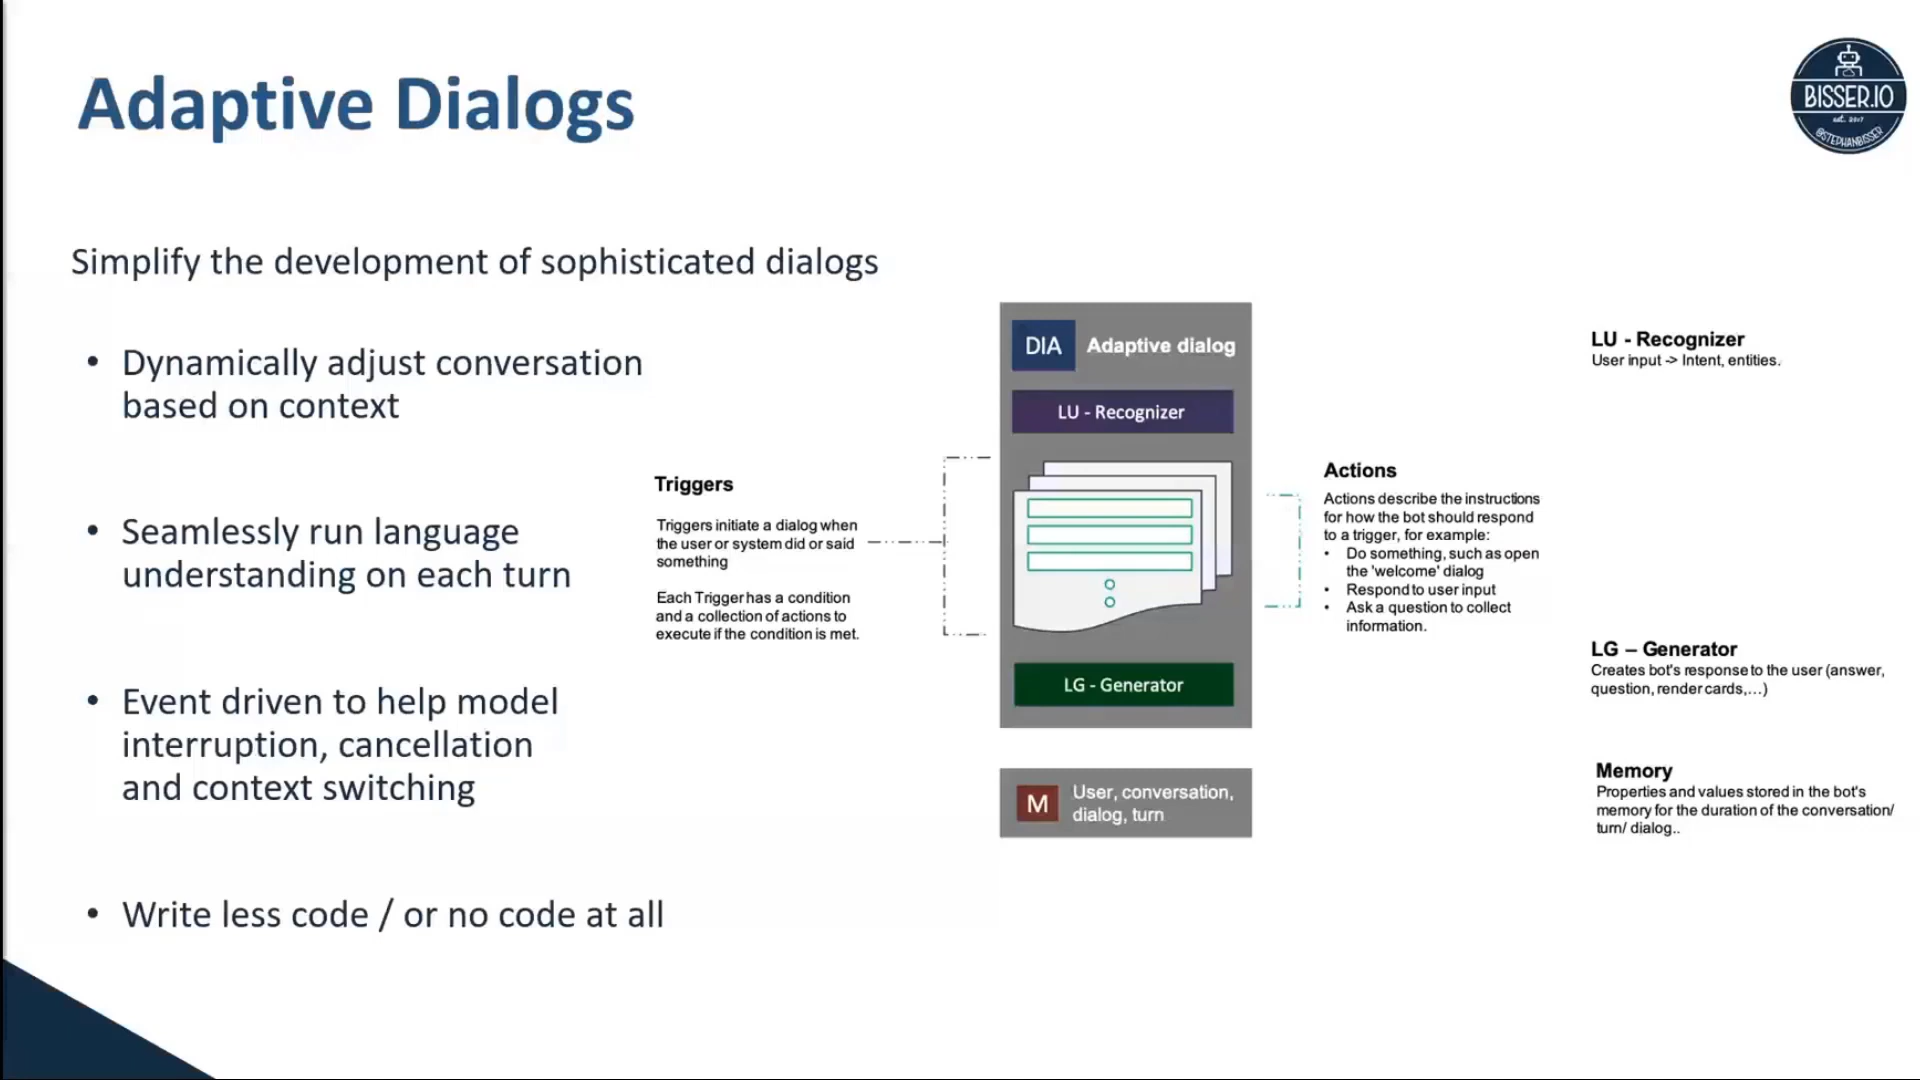 Adaptive Dialogs
BISSER.IO
est. 2017
@STEPHANBISSER
Simplify the development of sophisticated dialogs
• Dynamically adjust conversation
based on context
• Seamlessly run language
understanding on each turn
• Event driven to help model
interruption, cancellation
and context switching
• Write less code / or no code at all
Triggers
Triggers initiate a dialog when
the user or system did or said
something
Each Trigger has a condition
and a collection of actions to
execute if the condition is met.
DIA Adaptive dialog
LU - Recognizer
LG - Generator
M User, conversation,
dialog, turn
Actions
Actions describe the instructions
for how the bot should respond
to a trigger, for example:
• Do something, such as open
the 'welcome' dialog
• Respond to user input
• Ask a question to collect
information.
LU - Recognizer
User input -> Intent, entities.
LG – Generator
Creates bot's response to the user (answer,
question, render cards,...)
Memory
Properties and values stored in the bot's
memory for the duration of the conversation/
turn/ dialog..